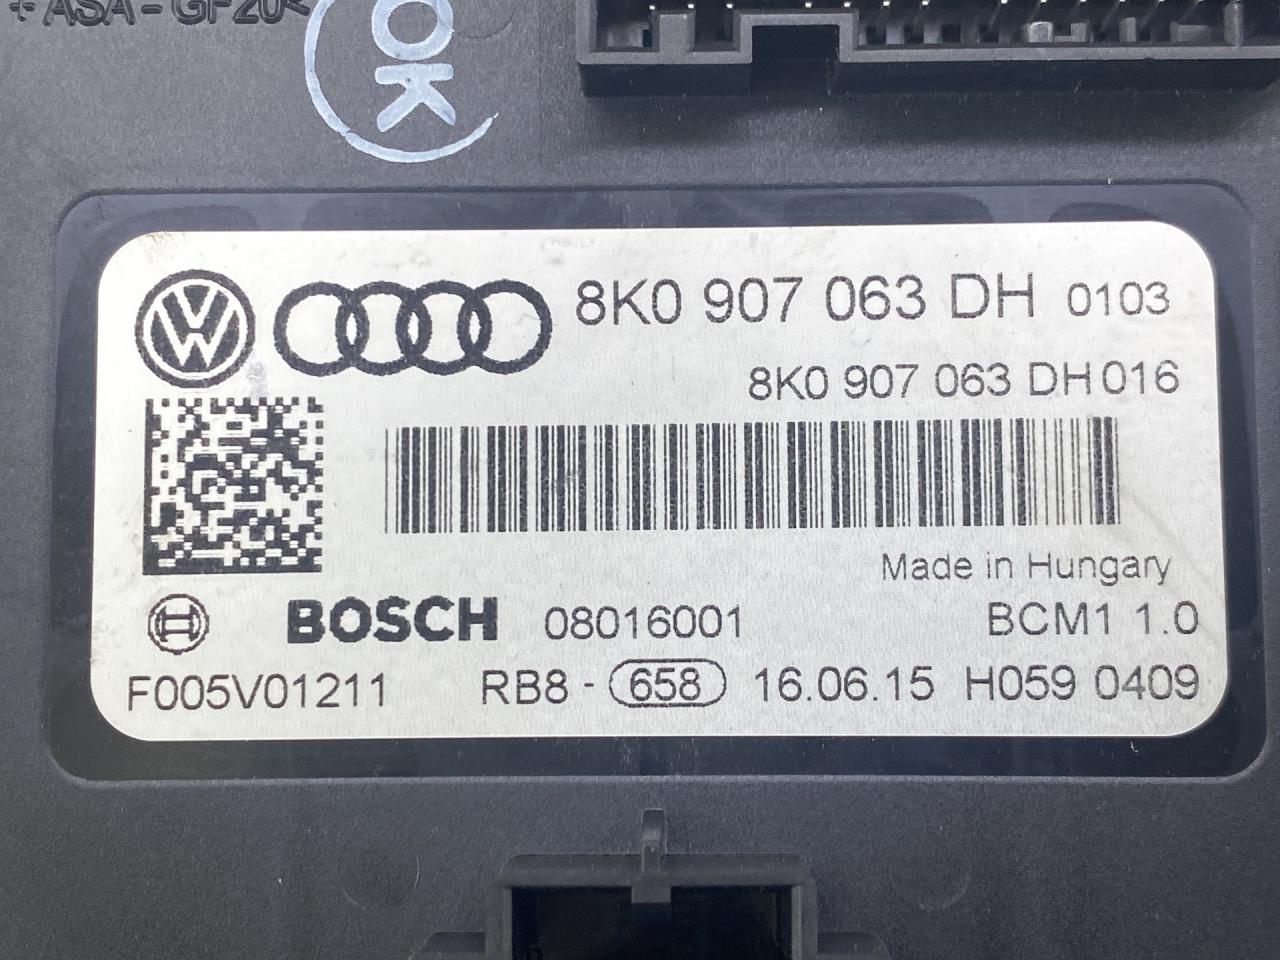 + ASA - GF20<
OK
8K0 907 063 DH 0103
8K0 907 063 DH 016
Made in Hungary
BOSCH 08016001 BCM1 1.0
F005V01211 RB8 - 658 16.06.15 H059 0409